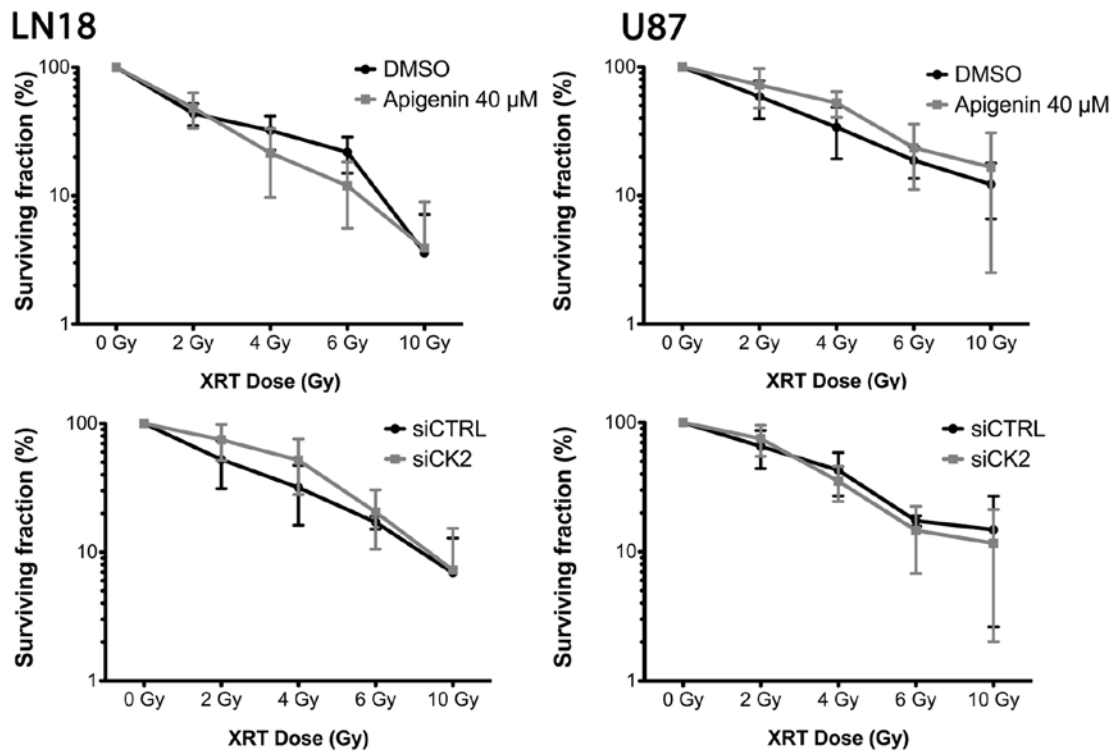 LN18
Surviving fraction (%)
100
10
1
DMSO
Apigenin 40 µM
0 Gy 2 Gy 4 Gy 6 Gy 10 Gy
XRT Dose (Gy)
U87
Surviving fraction (%)
100
10
1
DMSO
Apigenin 40 µM
0 Gy 2 Gy 4 Gy 6 Gy 10 Gy
XRT Dose (Gy)
Surviving fraction (%)
100
10
1
siCTRL
siCK2
0 Gy 2 Gy 4 Gy 6 Gy 10 Gy
XRT Dose (Gy)
Surviving fraction (%)
100
10
1
siCTRL
siCK2
0 Gy 2 Gy 4 Gy 6 Gy 10 Gy
XRT Dose (Gy)